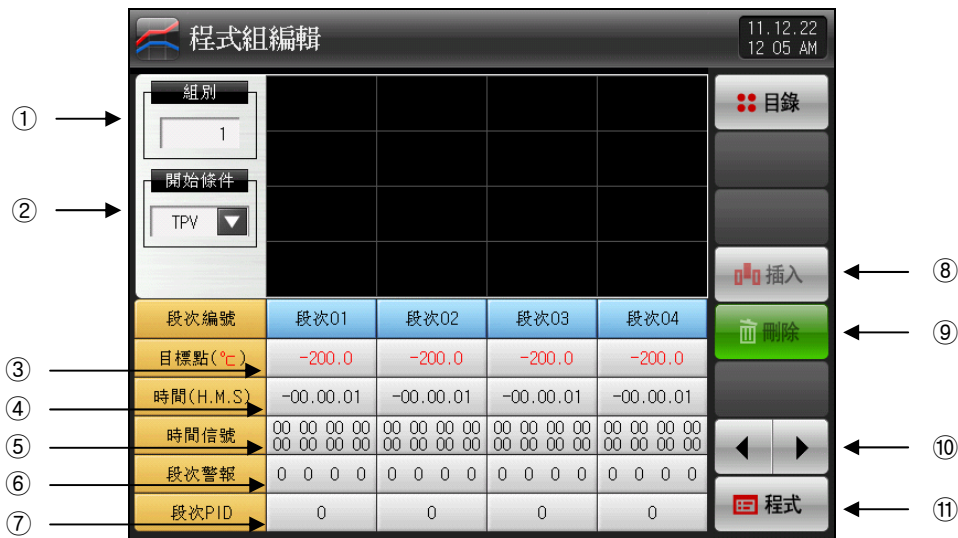 程式組編輯
11.12.22
12 05 AM
① 組別
1
② 開始條件
TPV
目錄
插入 ⑧
刪除 ⑨
段次編號 段次01 段次02 段次03 段次04
③ 目標點(℃) -200.0 -200.0 -200.0 -200.0
④ 時間(H.M.S) -00.00.01 -00.00.01 -00.00.01 -00.00.01
⑤ 時間信號 00 00 00 00 00 00 00 00 00 00 00 00 00 00 00 00
00 00 00 00 00 00 00 00 00 00 00 00 00 00 00 00
⑥ 段次警報 0 0 0 0 0 0 0 0 0 0 0 0 0 0 0 0
⑦ 段次PID 0 0 0 0
⑩
程式 ⑪